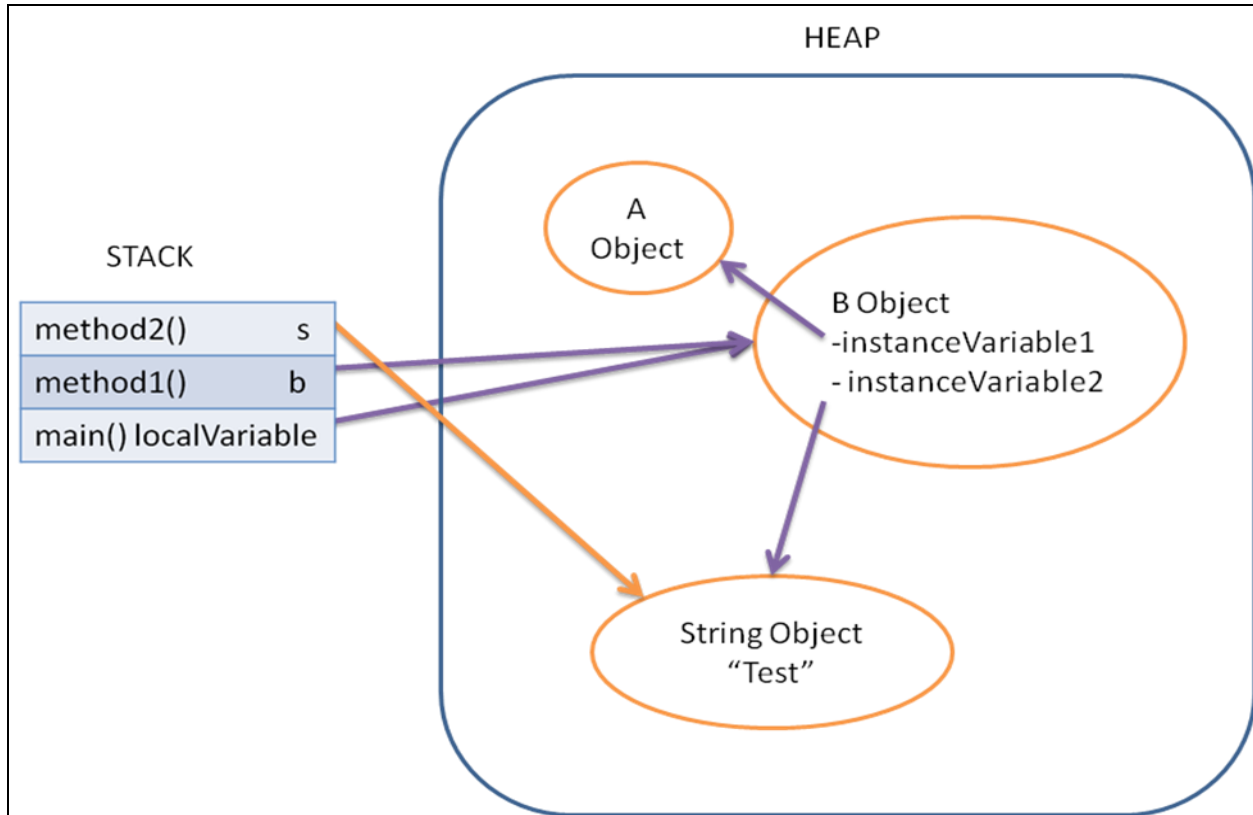 HEAP
A
Object
STACK
B Object
-instanceVariable1
- instanceVariable2
method2() s
method1() b
main() localVariable
String Object
“Test”